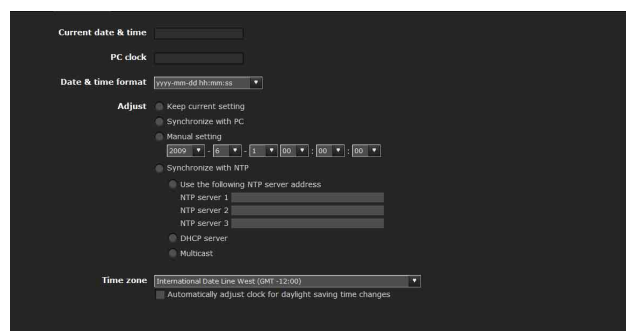 Current date & time
PC clock
Date & time format yyyy-mm-dd hh:mm:ss
Adjust Keep current setting
Synchronize with PC
Manual setting
2009 - 6 - 1 00 : 00 : 00
Synchronize with NTP
Use the following NTP server address
NTP server 1
NTP server 2
NTP server 3
DHCP server
Multicast
Time zone International Date Line West (GMT -12:00)
Automatically adjust clock for daylight saving time changes